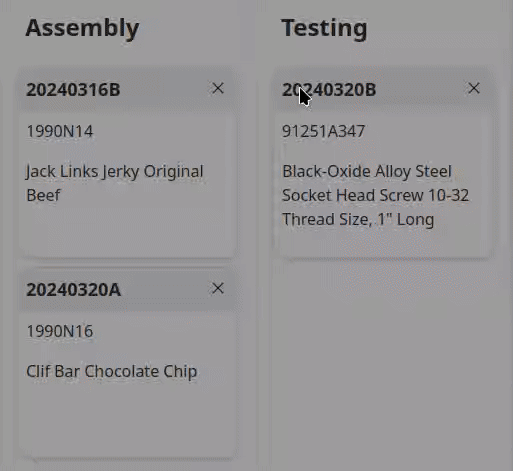 Assembly
20240316B
1990N14
Jack Links Jerky Original
Beef
20240320A
1990N16
Clif Bar Chocolate Chip
Testing
20240320B
91251A347
Black-Oxide Alloy Steel
Socket Head Screw 10-32
Thread Size, 1" Long